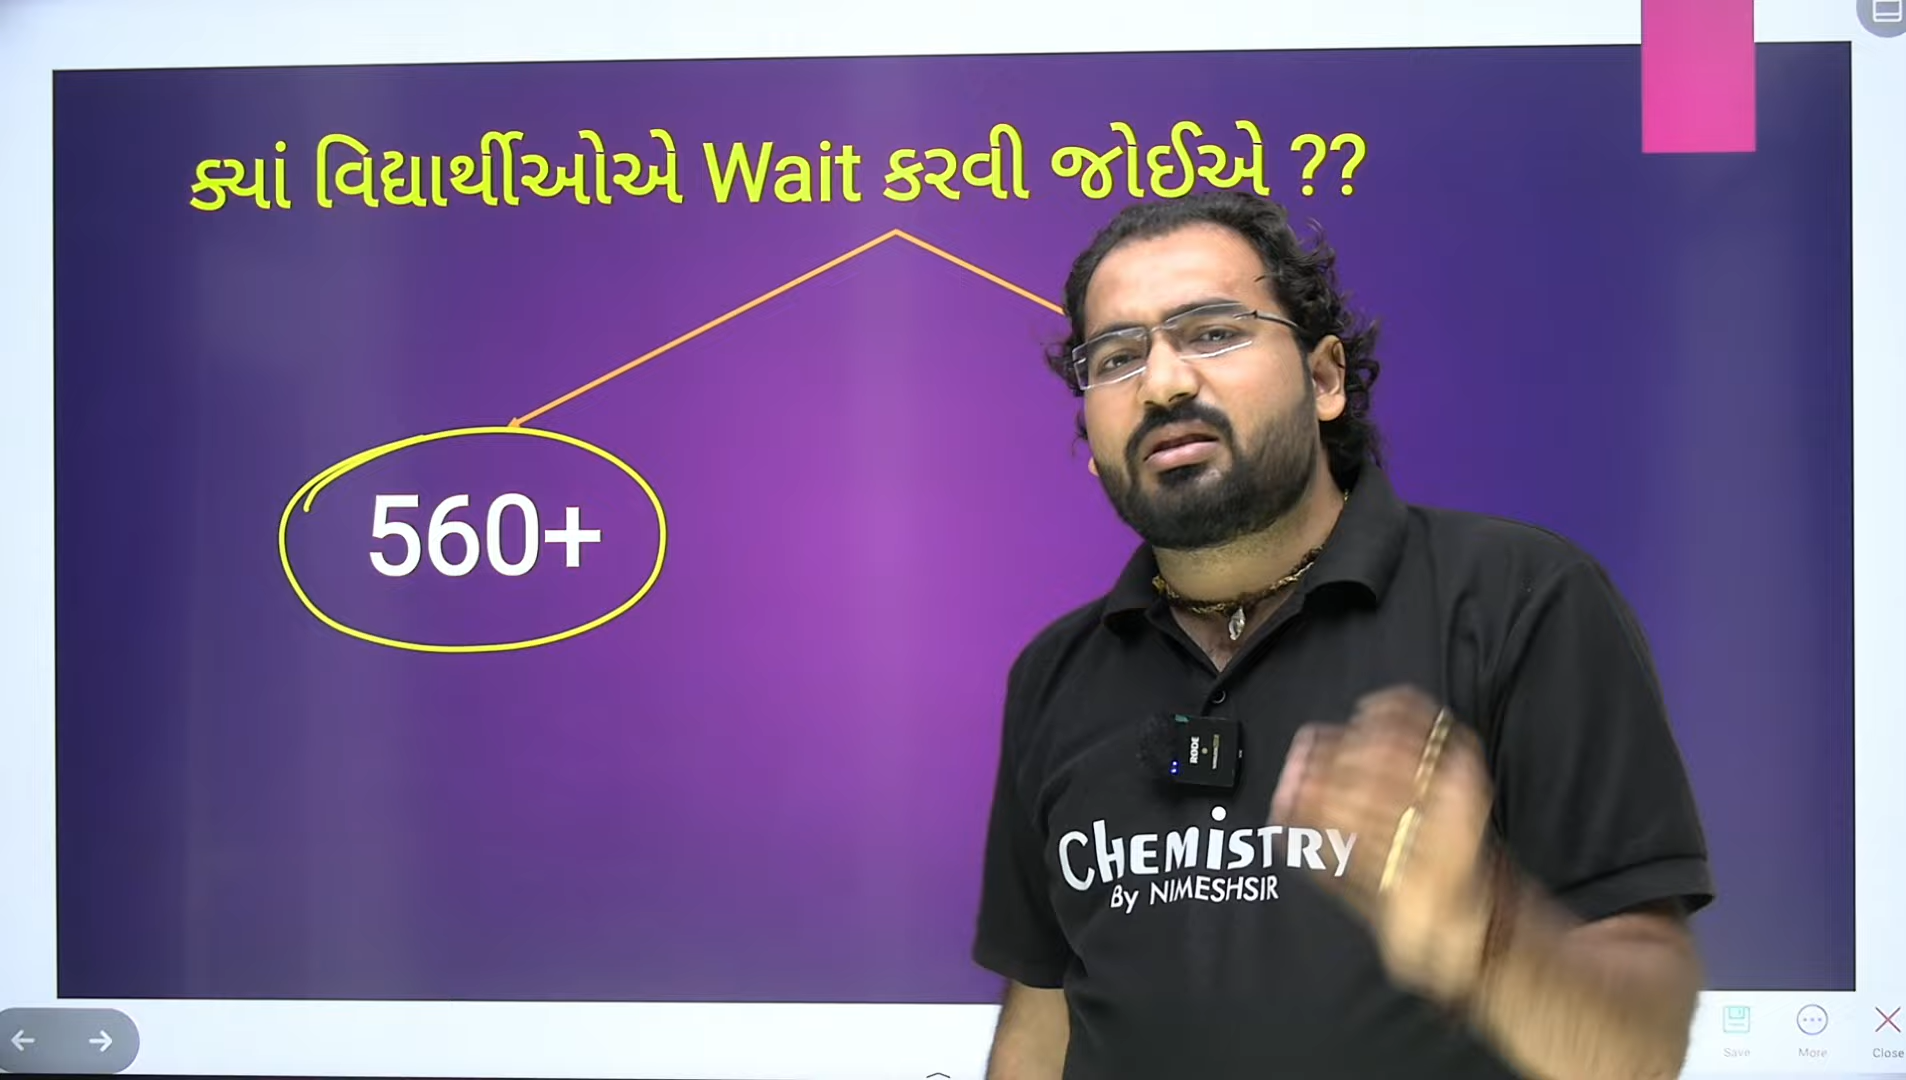 ક્યાં વિદ્યાર્થીઓએ Wait કરવી જોઈએ ??
560+
RODE
CHEMiSTRY
By NIMESHSIR
Save
More
Close